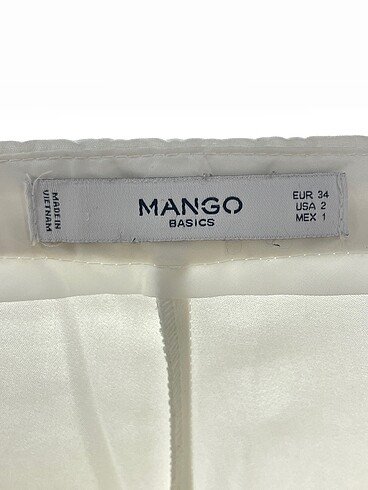 MADE IN
VIETNAM
MANGO
BASICS
EUR 34
USA 2
MEX 1